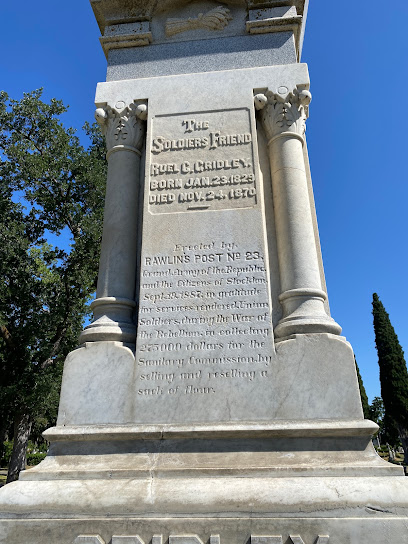 The
Soldiers Friend
Ruel C. Gridley.
Born Jan. 23. 1829
Died Nov. 24. 1870
Erected by
Rawlin's Post No. 23.
Grand Army of the Republic,
and the Citizens of Stockton
Sept. 19, 1887, in gratitude
for services rendered Union
Soldiers during the War of
the Rebellion, in collecting
275000 dollars for the
Sanitary Commission, by
selling and reselling a
sack of flour.
GRIDLEY